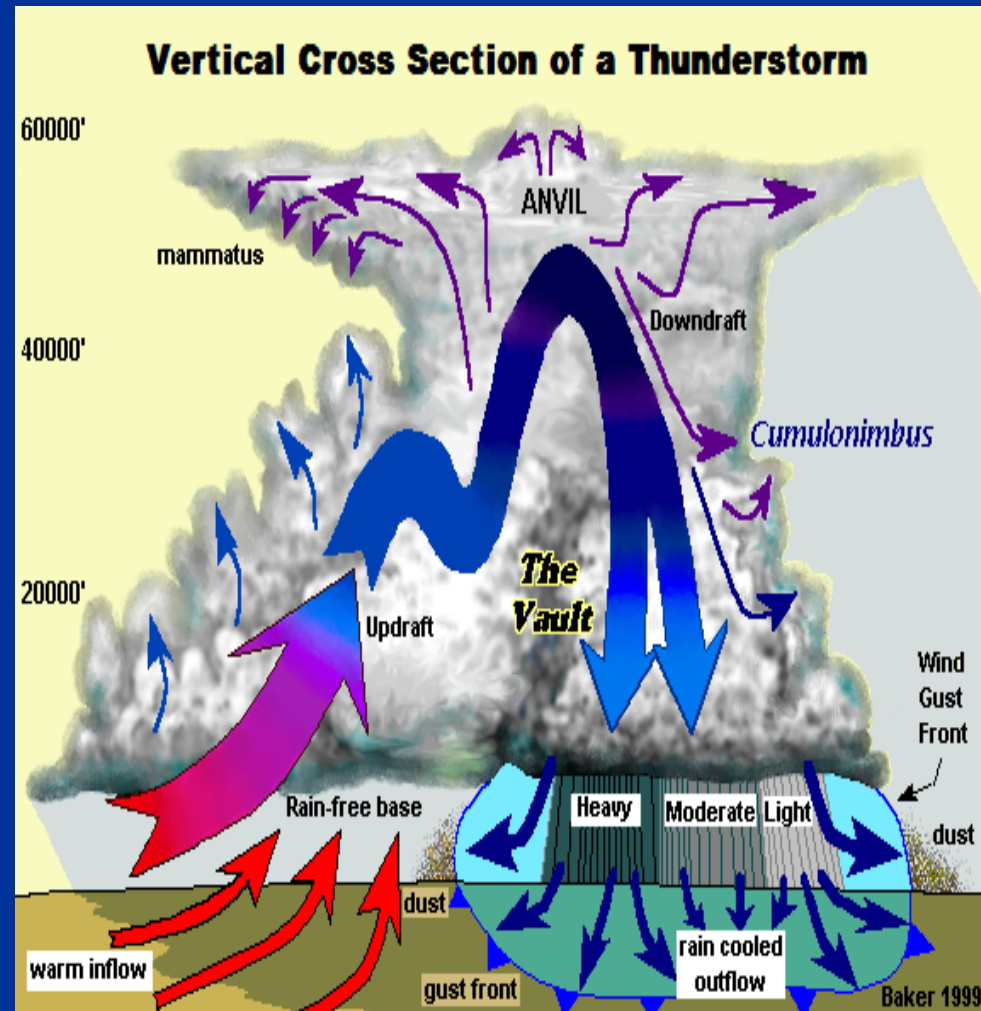 Vertical Cross Section of a Thunderstorm
60000'
ANVIL
mammatus
Downdraft
40000'
Cumulonimbus
The
Vault
20000'
Updraft
Wind
Gust
Front
Rain-free base
Heavy
Moderate
Light
dust
dust
warm inflow
rain cooled
outflow
gust front
Baker 1999